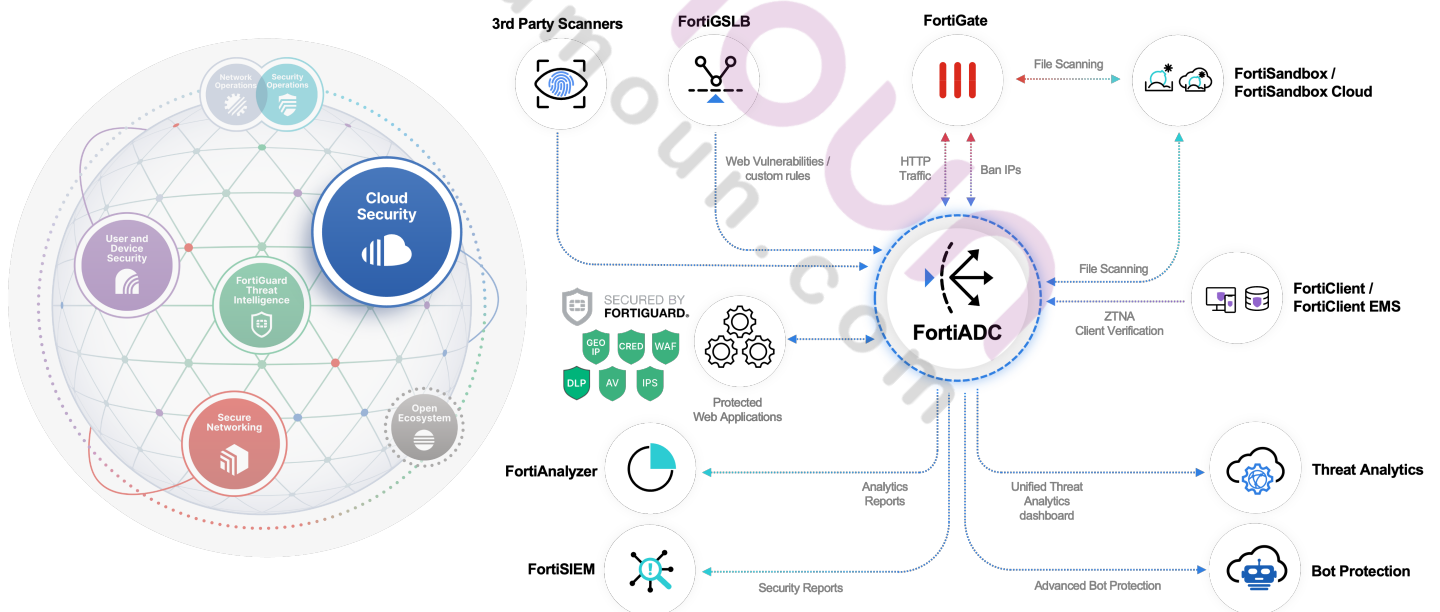 Network
Operations
Security
Operations
Cloud
Security
User and
Device
Security
FortiGuard
Threat
Intelligence
Secure
Networking
Open
Ecosystem
3rd Party Scanners
FortiGSLB
FortiGate
File Scanning
FortiSandbox /
FortiSandbox Cloud
Web Vulnerabilities /
custom rules
HTTP
Traffic
Ban IPs
File Scanning
FortiClient /
FortiClient EMS
ZTNA
Client Verification
FortiADC
SECURED BY
FORTIGUARD®
GEO
IP
CRED
WAF
DLP
AV
IPS
Protected
Web Applications
FortiAnalyzer
Analytics
Reports
Unified Threat
Analytics
dashboard
Threat Analytics
FortiSIEM
Security Reports
Advanced Bot Protection
Bot Protection